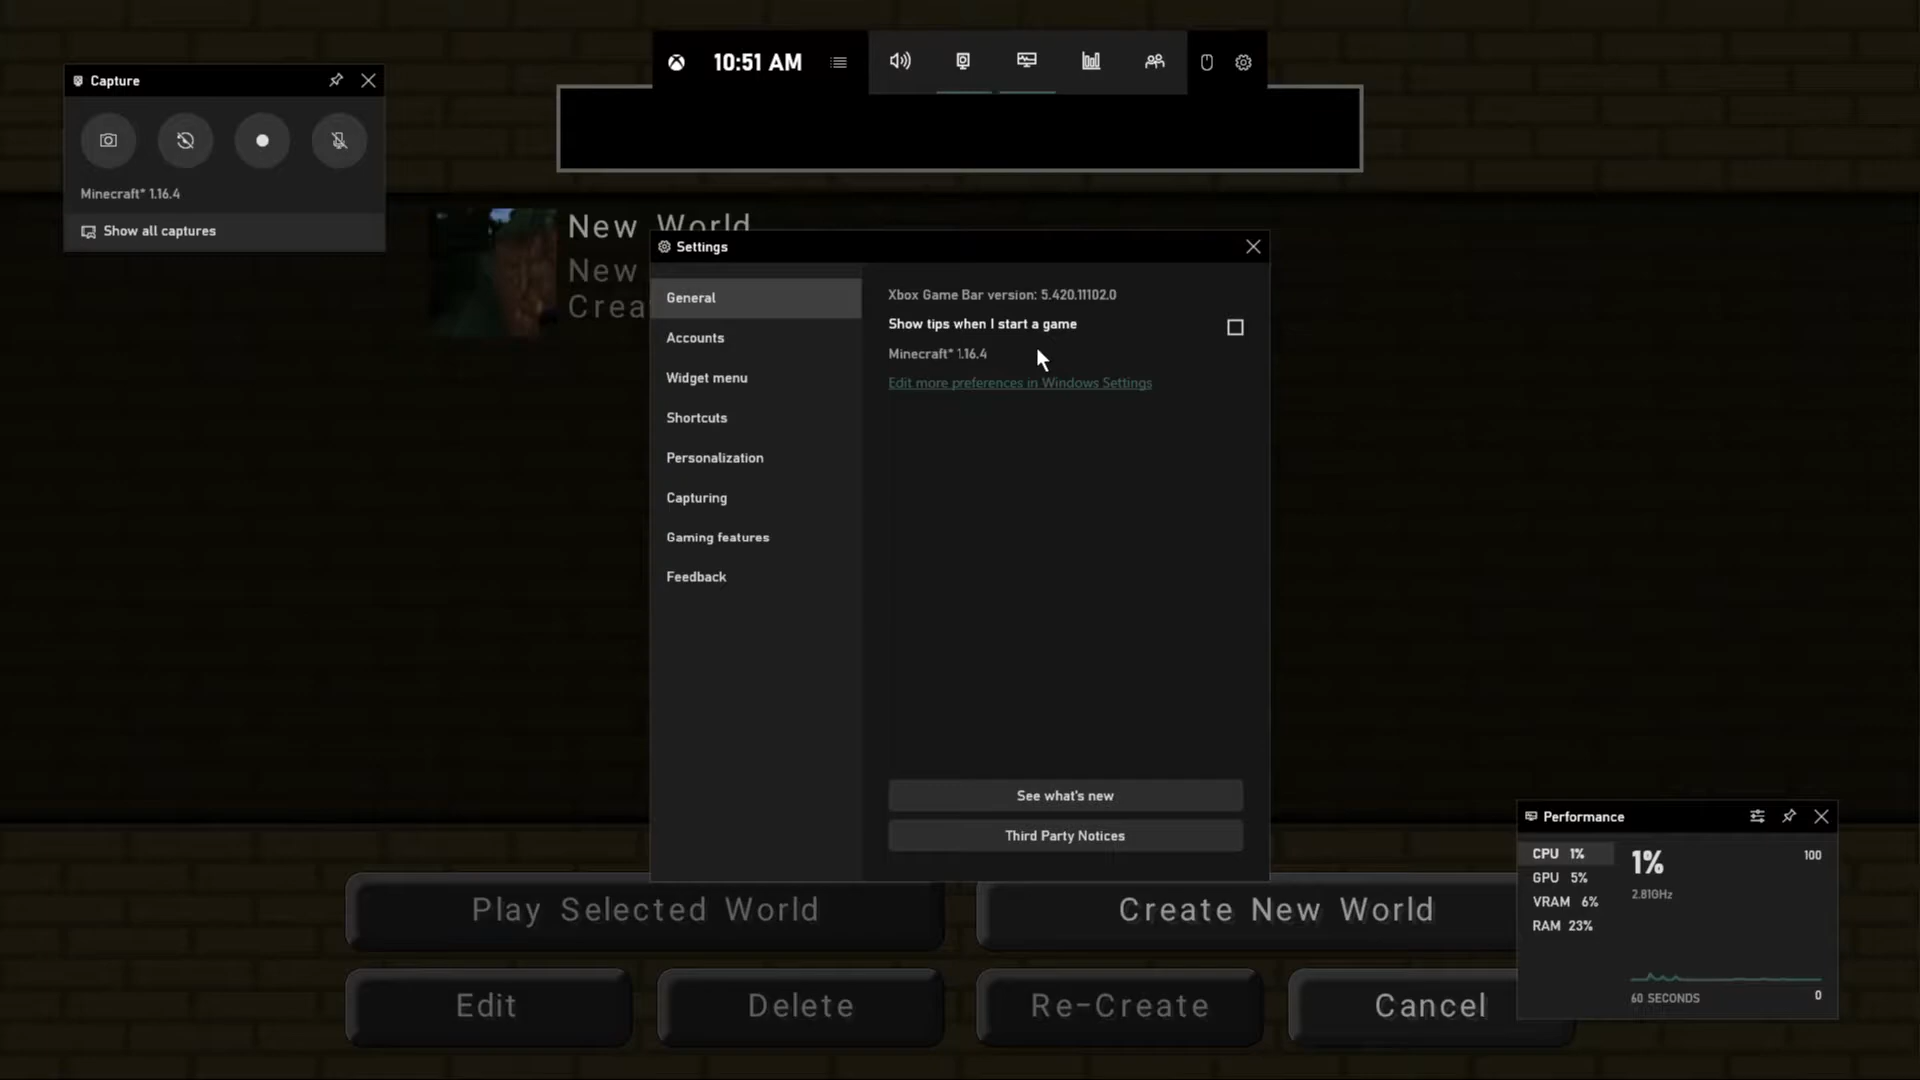 10:51 AM
Capture
Minecraft* 1.16.4
Show all captures
New World
New
Crea
Settings
General
Accounts
Widget menu
Shortcuts
Personalization
Capturing
Gaming features
Feedback
Xbox Game Bar version: 5.420.11102.0
Show tips when I start a game
Minecraft* 1.16.4
Edit more preferences in Windows Settings
See what's new
Third Party Notices
Performance
CPU 1%
GPU 5%
VRAM 6%
RAM 23%
1%
2.81GHz
100
60 SECONDS
0
Play Selected World
Create New World
Edit
Delete
Re-Create
Cancel